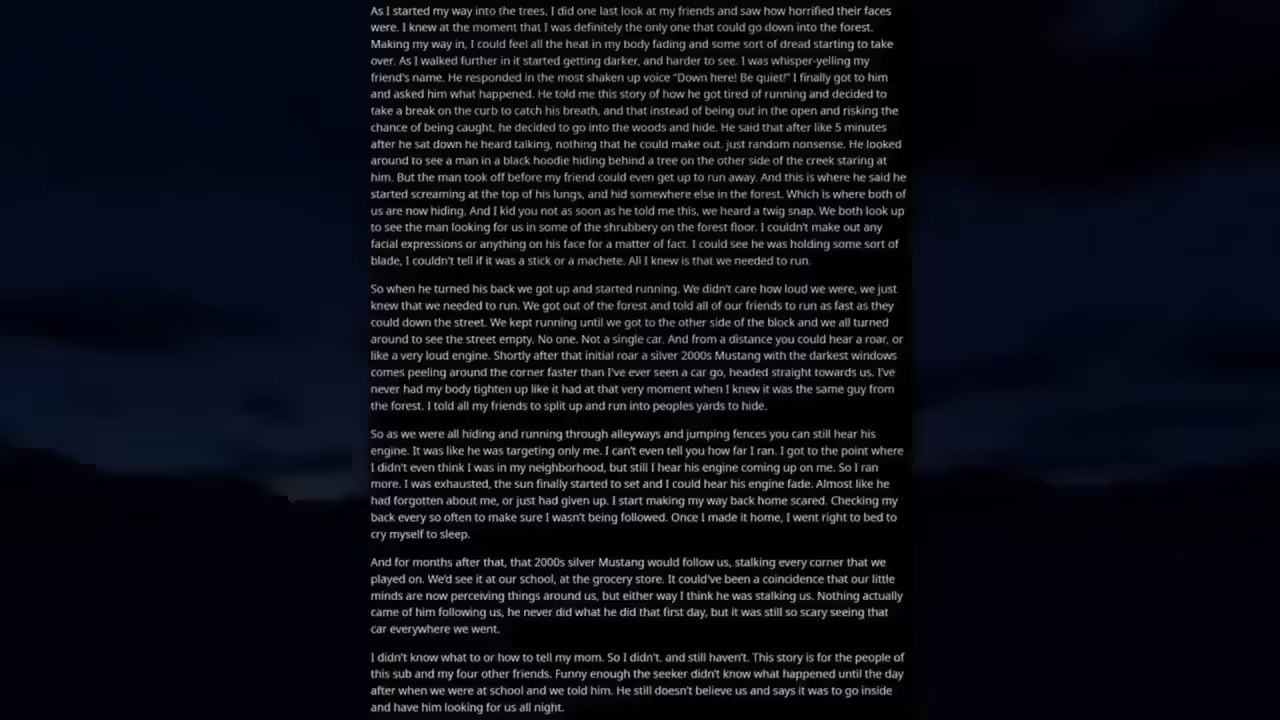 As I started my way into the trees, I did one last look at my friends and saw how horrified their faces
were. I knew at the moment that I was definitely the only one that could go down into the forest.
Making my way in, I could feel all the heat in my body fading and some sort of dread starting to take
over. As I walked further in it started getting darker, and harder to see. I was whisper-yelling my
friend's name. He responded in the most shaken up voice "Down here! Be quiet!" I finally got to him
and asked him what happened. He told me this story of how he got tired of running and decided to
take a break on the curb to catch his breath, and that instead of being out in the open and risking the
chance of being caught, he decided to go into the woods and hide. He said that after like 5 minutes
after he sat down he heard talking, nothing that he could make out, just random nonsense. He looked
around to see a man in a black hoodie hiding behind a tree on the other side of the creek staring at
him. But the man took off before my friend could even get up to run away. And this is where he said he
started screaming at the top of his lungs, and hid somewhere else in the forest. Which is where both of
us are now hiding. And I kid you not as soon as he told me this, we heard a twig snap. We both look up
to see the man looking for us in some of the shrubbery on the forest floor. I couldn't make out any
facial expressions or anything on his face for a matter of fact. I could see he was holding some sort of
blade, I couldn't tell if it was a stick or a machete. All I knew is that we needed to run.
So when he turned his back we got up and started running. We didn't care how loud we were, we just
knew that we needed to run. We got out of the forest and told all of our friends to run as fast as they
could down the street. We kept running until we got to the other side of the block and we all turned
around to see the street empty. No one. Not a single car. And from a distance you could hear a roar, or
like a very loud engine. Shortly after that initial roar a silver 2000s Mustang with the darkest windows
comes peeling around the corner faster than I've ever seen a car go, headed straight towards us. I've
never had my body tighten up like it had at that very moment when I knew it was the same guy from
the forest. I told all my friends to split up and run into peoples yards to hide.
So as we were all hiding and running through alleyways and jumping fences you can still hear his
engine. It was like he was targeting only me. I can't even tell you how far I ran. I got to the point where
I didn't even think I was in my neighborhood, but still I hear his engine coming up on me. So I ran
more. I was exhausted, the sun finally started to set and I could hear his engine fade. Almost like he
had forgotten about me, or just had given up. I start making my way back home scared. Checking my
back every so often to make sure I wasn't being followed. Once I made it home, I went right to bed to
cry myself to sleep.
And for months after that, that 2000s silver Mustang would follow us, stalking every corner that we
played on. We'd see it at our school, at the grocery store. It could've been a coincidence that our little
minds are now perceiving things around us, but either way I think he was stalking us. Nothing actually
came of him following us, he never did what he did that first day, but it was still so scary seeing that
car everywhere we went.
I didn't know what to or how to tell my mom. So I didn't, and still haven't. This story is for the people of
this sub and my four other friends. Funny enough the seeker didn't know what happened until the day
after when we were at school and we told him. He still doesn't believe us and says it was to go inside
and have him looking for us all night.